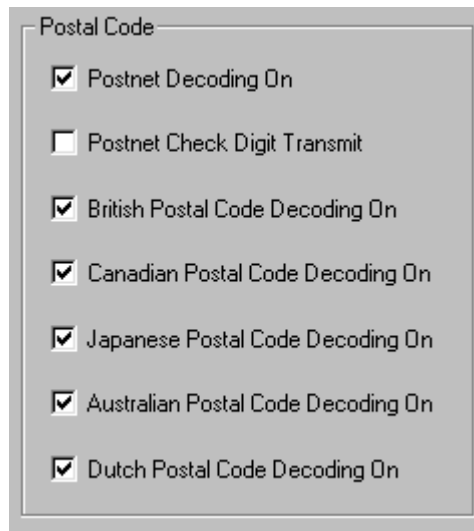 Postal Code
Postnet Decoding On
Postnet Check Digit Transmit
British Postal Code Decoding On
Canadian Postal Code Decoding On
Japanese Postal Code Decoding On
Australian Postal Code Decoding On
Dutch Postal Code Decoding On